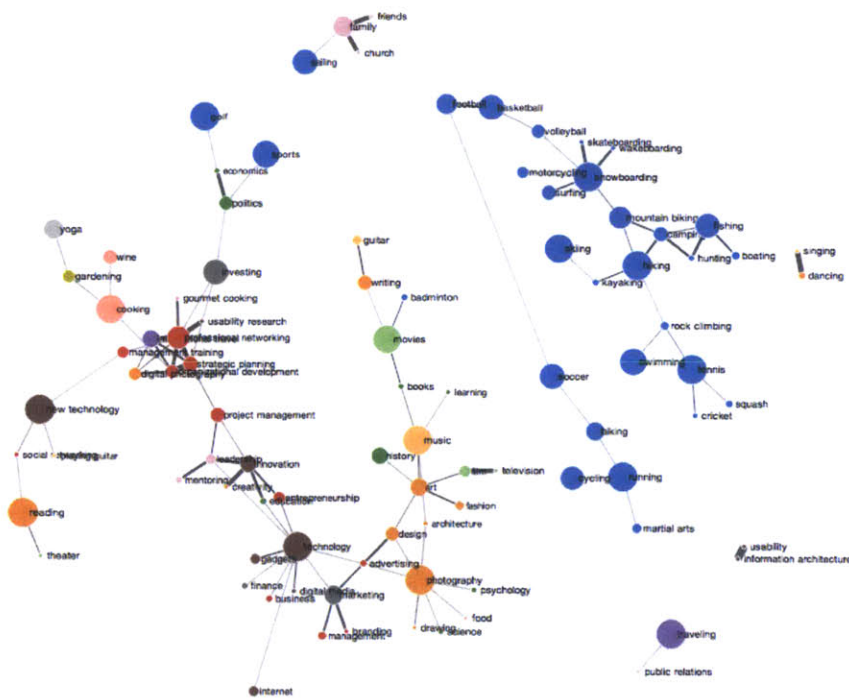 friends
family
church
sailing
football
basketball
golf
volleyball
skateboarding
wakeboarding
sports
economics
motorcycling
snowboarding
surfing
politics
mountain biking
fishing
camping
yoga
guitar
wine
skiing
hunting
boating
singing
gardening
investing
writing
hiking
kayaking
dancing
gourmet cooking
badminton
cooking
usability research
rock climbing
professional networking
movies
management training
strategic planning
swimming
tennis
digital photography
organizational development
soccer
books
learning
squash
new technology
project management
cricket
music
biking
social
guitar
leadership
innovation
history
television
mentoring
cycling
running
creativity
art
education
entrepreneurship
fashion
reading
architecture
martial arts
design
technology
usability
theater
gadgets
advertising
information architecture
finance
photography
psychology
digital media
marketing
business
food
drawing
science
branding
management
traveling
public relations
internet